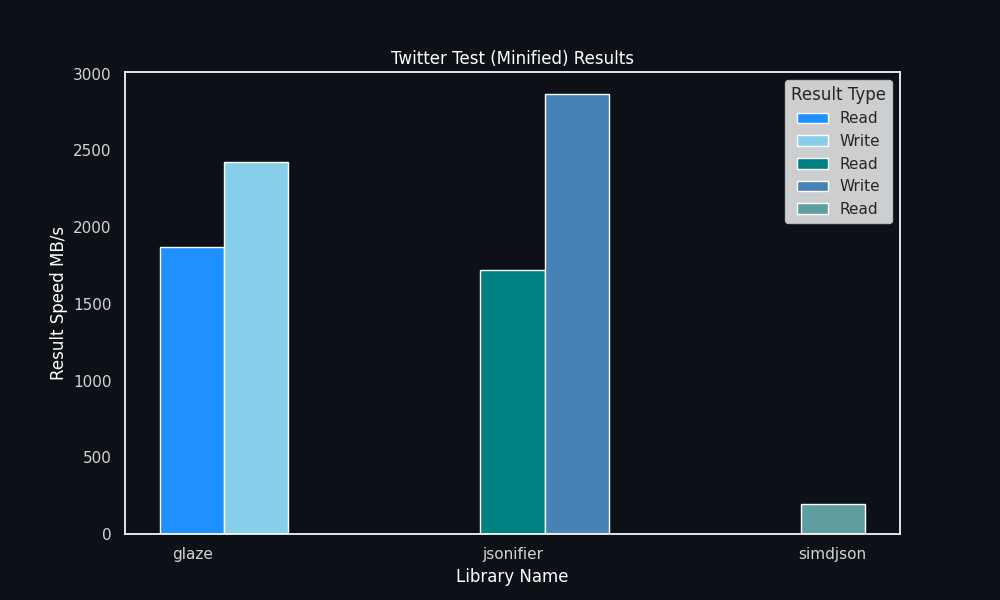 Twitter Test (Minified) Results
3000
2500
2000
1500
1000
500
0
Result Speed MB/s
Result Type
Read
Write
Read
Write
Read
glaze
jsonifier
simdjson
Library Name